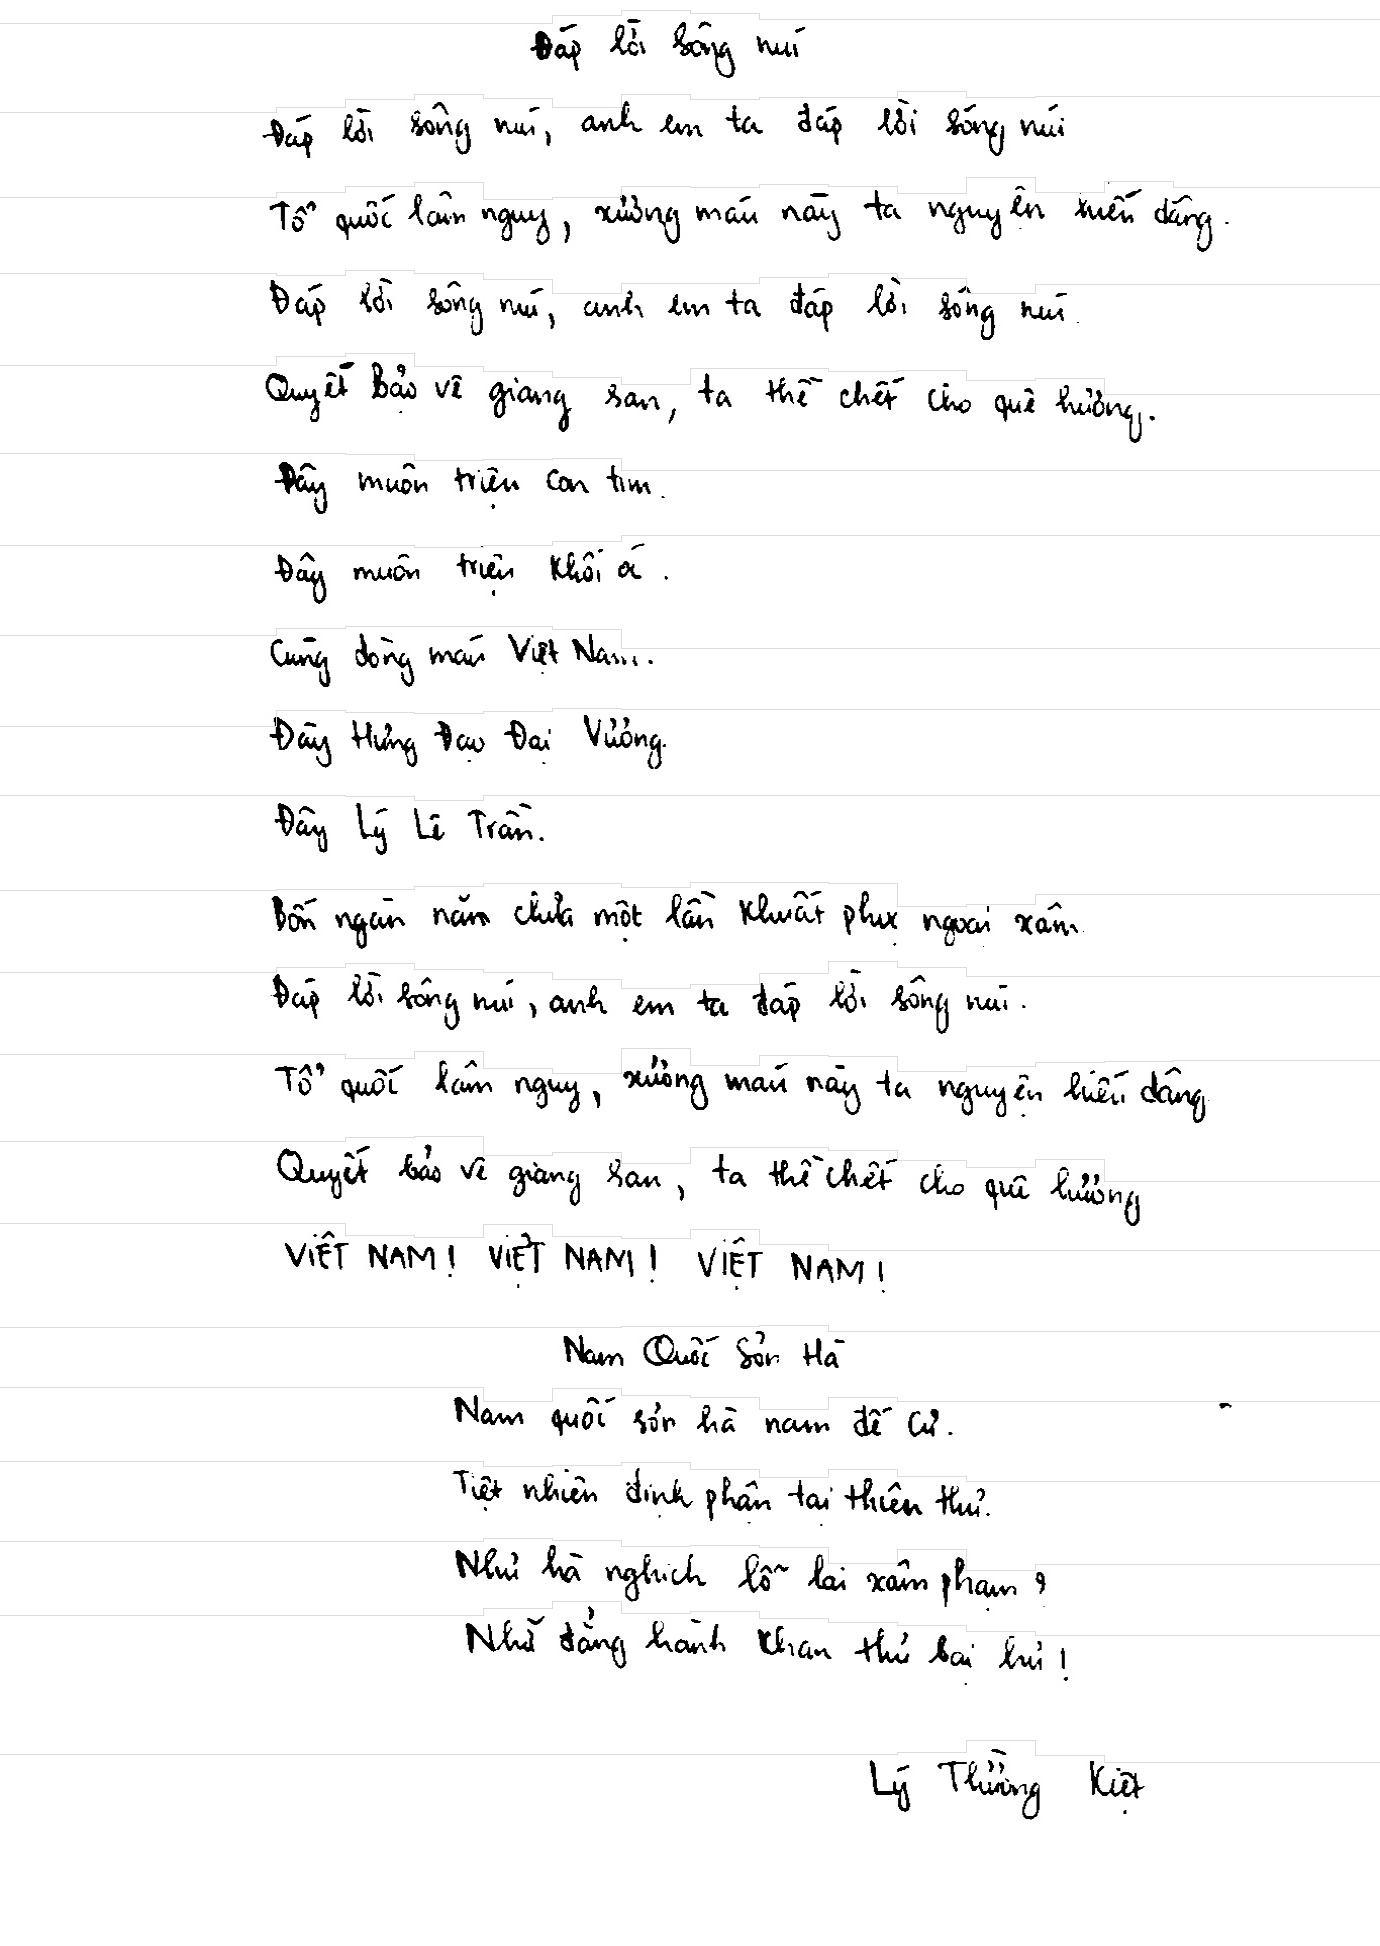 Đáp lời sông núi
Đáp lời sông núi, anh em ta đáp lời sông núi
Tổ quốc lâm nguy, xương máu này ta nguyện hiến dâng.
Đáp lời sông núi, anh em ta đáp lời sông núi.
Quyết bảo vệ giang san, ta thề chết cho quê hương.
Đây muôn triệu con tim.
Đây muôn triệu khối á.
Cùng dòng máu Việt Nam.
Đây Hưng Đạo Đại Vương.
Đây Lý Lê Trần.
Bốn ngàn năm chưa một lần khuất phục ngoại xâm.
Đáp lời sông núi, anh em ta đáp lời sông núi.
Tổ quốc lâm nguy, xương máu này ta nguyện hiến dâng
Quyết bảo vệ giang san, ta thề chết cho quê hương
VIỆT NAM! VIỆT NAM! VIỆT NAM!
Nam Quốc Sơn Hà
Nam quốc sơn hà nam đế cư.
Tiệt nhiên định phận tại thiên thư.
Như hà nghịch lỗ lai xâm phạm?
Nhữ đẳng hành khan thủ bại hư!
Lý Thường Kiệt